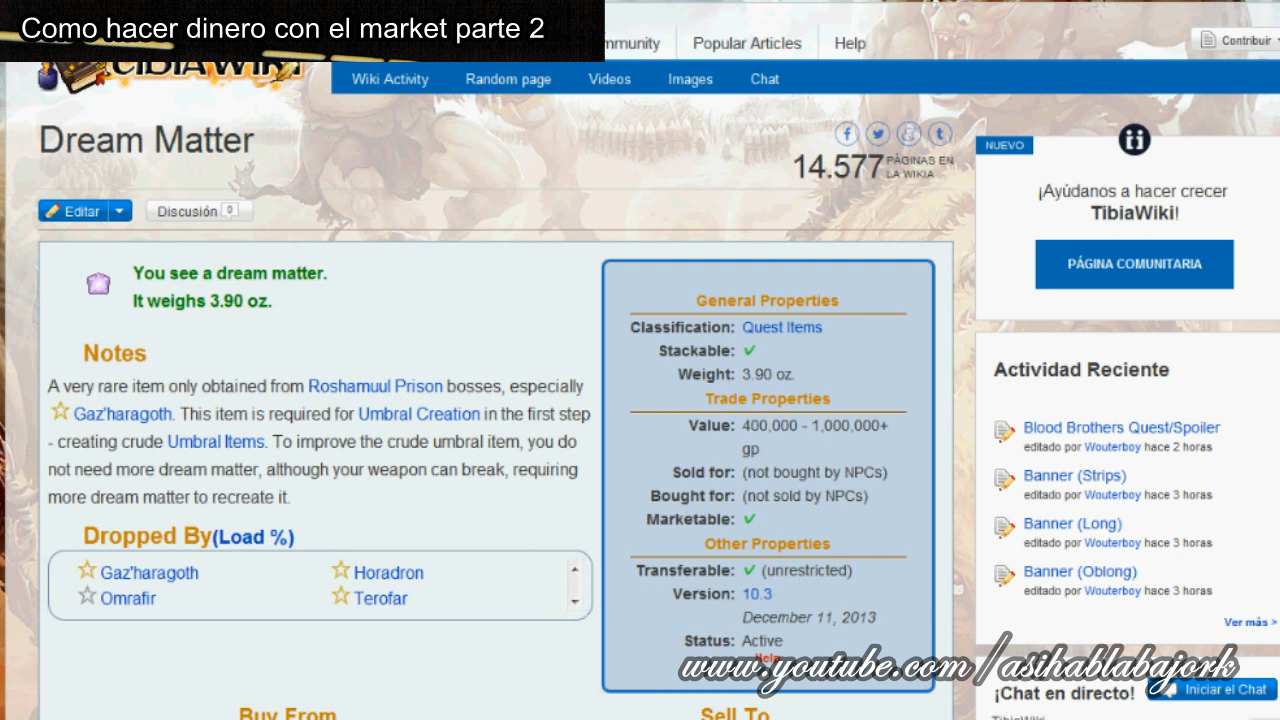 Como hacer dinero con el market parte 2
TIBIAWIKI
mmunity
Popular Articles
Help
Contribuir
Wiki Activity
Random page
Videos
Images
Chat
Dream Matter
14.577 PÁGINAS EN
LA WIKIA
Editar
Discusión 0
You see a dream matter.
It weighs 3.90 oz.
Notes
A very rare item only obtained from Roshamuul Prison bosses, especially
Gaz'haragoth. This item is required for Umbral Creation in the first step
- creating crude Umbral Items. To improve the crude umbral item, you do
not need more dream matter, although your weapon can break, requiring
more dream matter to recreate it.
Dropped By(Load %)
Gaz'haragoth
Horadron
Omrafir
Terofar
General Properties
Classification: Quest Items
Stackable: ✓
Weight: 3.90 oz.
Trade Properties
Value: 400,000 - 1,000,000+
gp
Sold for: (not bought by NPCs)
Bought for: (not sold by NPCs)
Marketable: ✓
Other Properties
Transferable: ✓ (unrestricted)
Version: 10.3
December 11, 2013
Status: Active
Help
Buy From
Sell To
NUEVO
¡Ayúdanos a hacer crecer
TibiaWiki!
PÁGINA COMUNITARIA
Actividad Reciente
Blood Brothers Quest/Spoiler
editado por Wouterboy hace 2 horas
Banner (Strips)
editado por Wouterboy hace 3 horas
Banner (Long)
editado por Wouterboy hace 3 horas
Banner (Oblong)
editado por Wouterboy hace 3 horas
Ver más >
www.youtube.com/asihablabajork
¡Chat en directo!
Iniciar el Chat
TibiaWiki